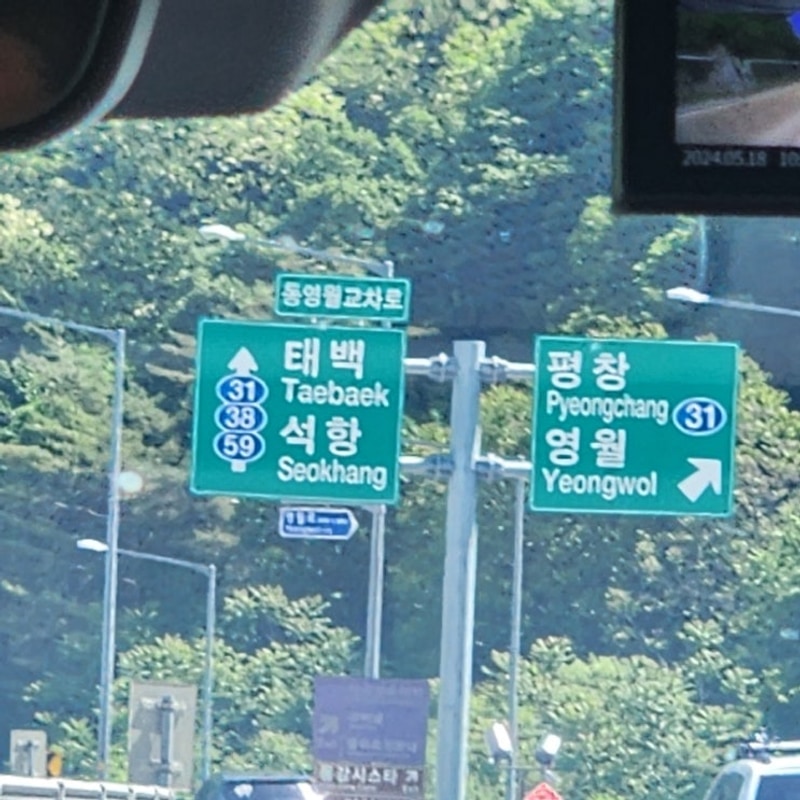 2024.05.18
동영월교차로
태백
Taebaek
석항
Seokhang
31
38
59
평창
Pyeongchang
영월
Yeongwol
31